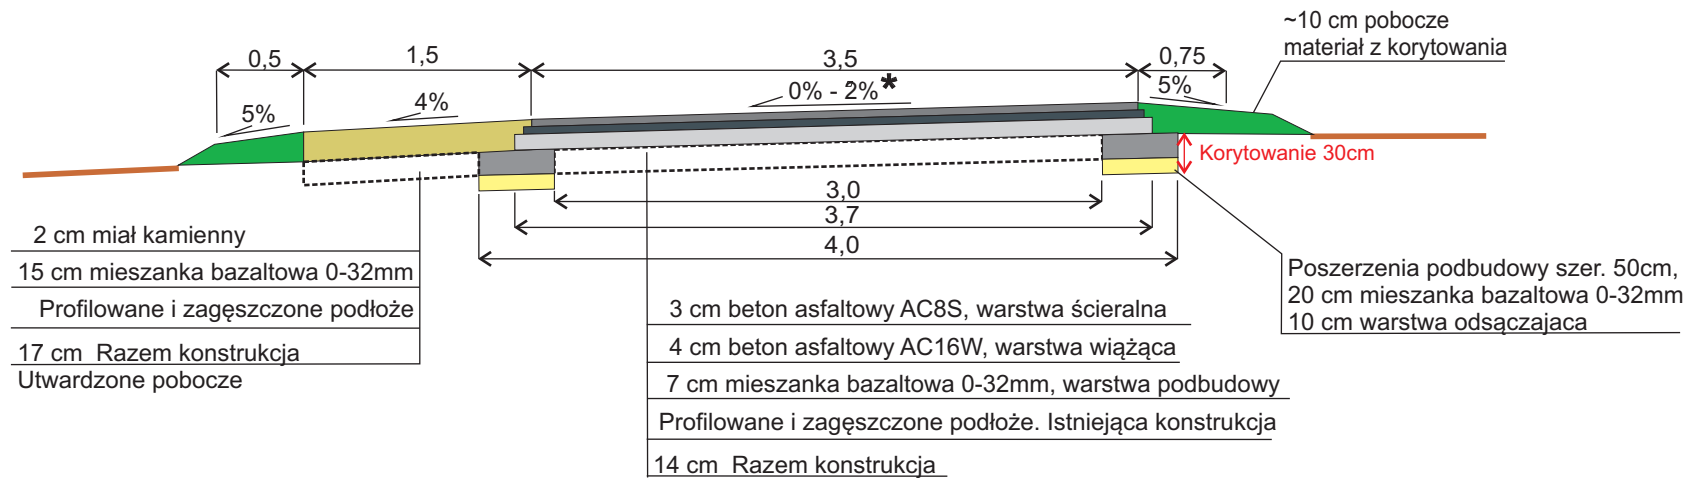 ~10 cm pobocze
materiał z korytowania
0,5
1,5
3,5
0,75
5%
4%
0% - 2%*
5%
Korytowanie 30cm
3,0
3,7
4,0
2 cm miał kamienny
15 cm mieszanka bazaltowa 0-32mm
Profilowane i zagęszczone podłoże
17 cm Razem konstrukcja
Utwardzone pobocze
3 cm beton asfaltowy AC8S, warstwa ścieralna
4 cm beton asfaltowy AC16W, warstwa wiążąca
7 cm mieszanka bazaltowa 0-32mm, warstwa podbudowy
Profilowane i zagęszczone podłoże. Istniejąca konstrukcja
14 cm Razem konstrukcja
Poszerzenia podbudowy szer. 50cm,
20 cm mieszanka bazaltowa 0-32mm
10 cm warstwa odsączajaca